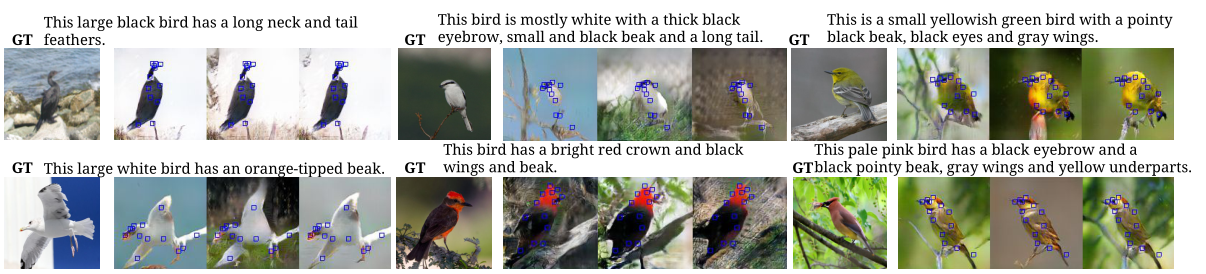 GT
This large black bird has a long neck and tail
feathers.
GT
This bird is mostly white with a thick black
eyebrow, small and black beak and a long tail.
GT
This is a small yellowish green bird with a pointy
black beak, black eyes and gray wings.
GT
This large white bird has an orange-tipped beak.
GT
This bird has a bright red crown and black
wings and beak.
GT
This pale pink bird has a black eyebrow and a
black pointy beak, gray wings and yellow underparts.